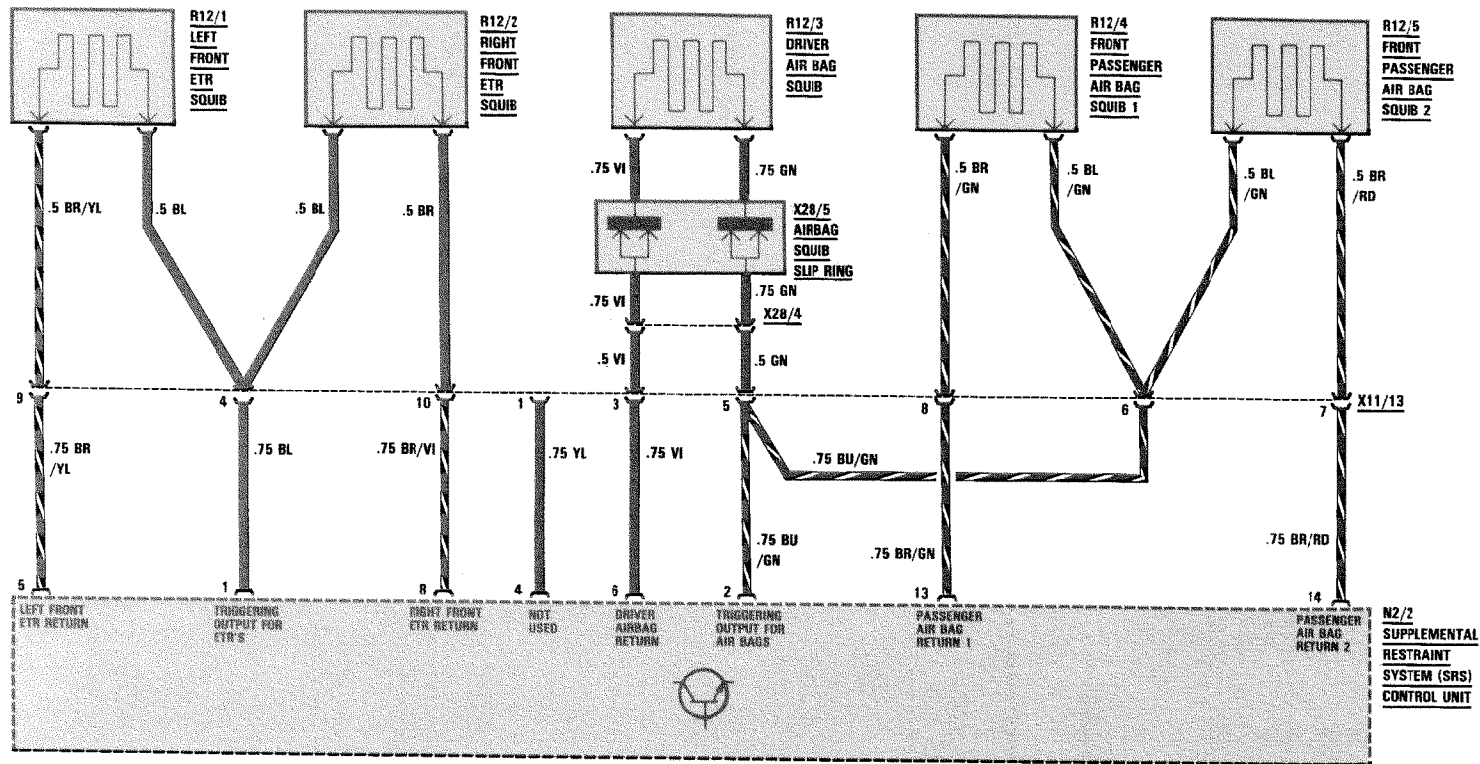 R12/1
LEFT
FRONT
ETR
SQUIB
R12/2
RIGHT
FRONT
ETR
SQUIB
R12/3
DRIVER
AIR BAG
SQUIB
R12/4
FRONT
PASSENGER
AIR BAG
SQUIB 1
R12/5
FRONT
PASSENGER
AIR BAG
SQUIB 2
.5 BR/YL
.5 BL
.5 BL
.5 BR
.75 VI
.75 GN
.5 BR
/GN
.5 BL
/GN
.5 BL
/GN
.5 BR
/RD
X28/5
AIRBAG
SQUIB
SLIP RING
.75 VI
.75 GN
X28/4
.5 VI
.5 GN
9
4
10
1
3
5
8
6
7
X11/13
.75 BR
/YL
.75 BL
.75 BR/VI
.75 YL
.75 VI
.75 BU/GN
.75 BU
/GN
.75 BR/GN
.75 BR/RD
5
1
8
4
6
2
13
14
LEFT FRONT
ETR RETURN
TRIGGERING
OUTPUT FOR
ETR'S
RIGHT FRONT
ETR RETURN
NOT
USED
DRIVER
AIRBAG
RETURN
TRIGGERING
OUTPUT FOR
AIR BAGS
PASSENGER
AIR BAG
RETURN 1
PASSENGER
AIR BAG
RETURN 2
N2/2
SUPPLEMENTAL
RESTRAINT
SYSTEM (SRS)
CONTROL UNIT